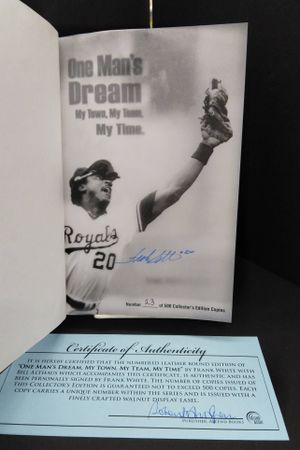 One Man's
Dream
My Town, My Team,
My Time.
Royals
20
Number 23 of 500 Collector's Edition Copies
Certificate of Authenticity
It is hereby certified that the numbered leather bound edition of
"One Man's Dream, My Town, My Team, My Time" by Frank White with
Bill Althaus which accompanies this certificate, is authentic and has
been personally signed by Frank White. The number of copies issued of
this Collector's Edition is guaranteed not to exceed 500 copies. Each
copy carries a unique number within the series and is issued with a
finely crafted walnut display easel.
Publisher, Ascend Books